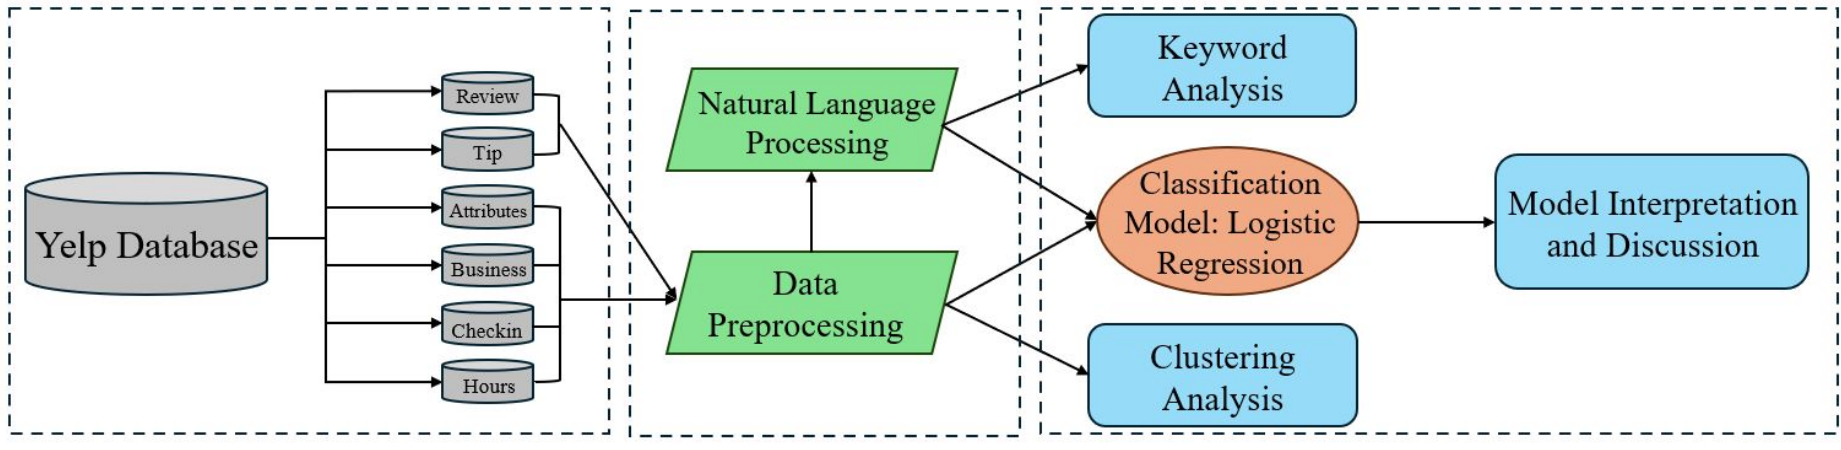 Yelp Database
Review
Tip
Attributes
Business
Checkin
Hours
Natural Language
Processing
Data
Preprocessing
Keyword
Analysis
Classification
Model: Logistic
Regression
Clustering
Analysis
Model Interpretation
and Discussion